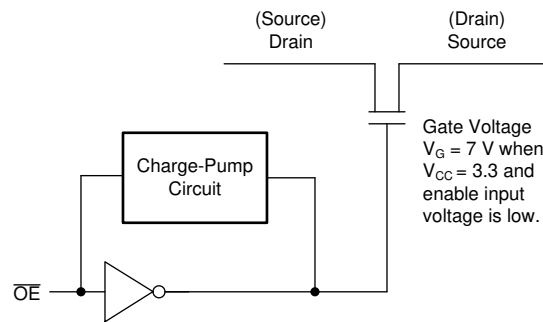 (Source)
Drain
(Drain)
Source
Gate Voltage
V_G = 7 V when
V_CC = 3.3 and
enable input
voltage is low.
Charge-Pump
Circuit
O̅E̅